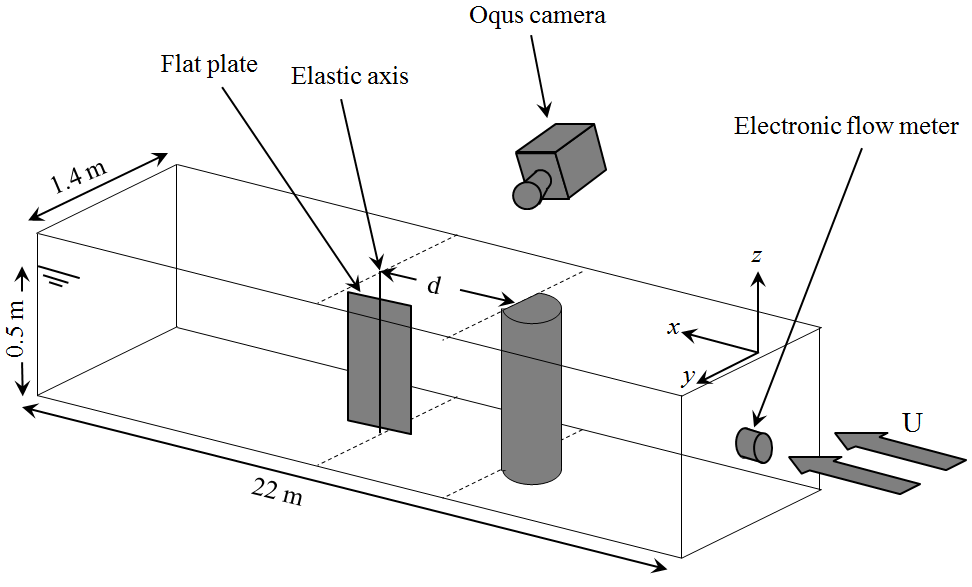 Oqus camera
Flat plate
Elastic axis
Electronic flow meter
1.4 m
z
d
x
0.5 m
y
U
22 m